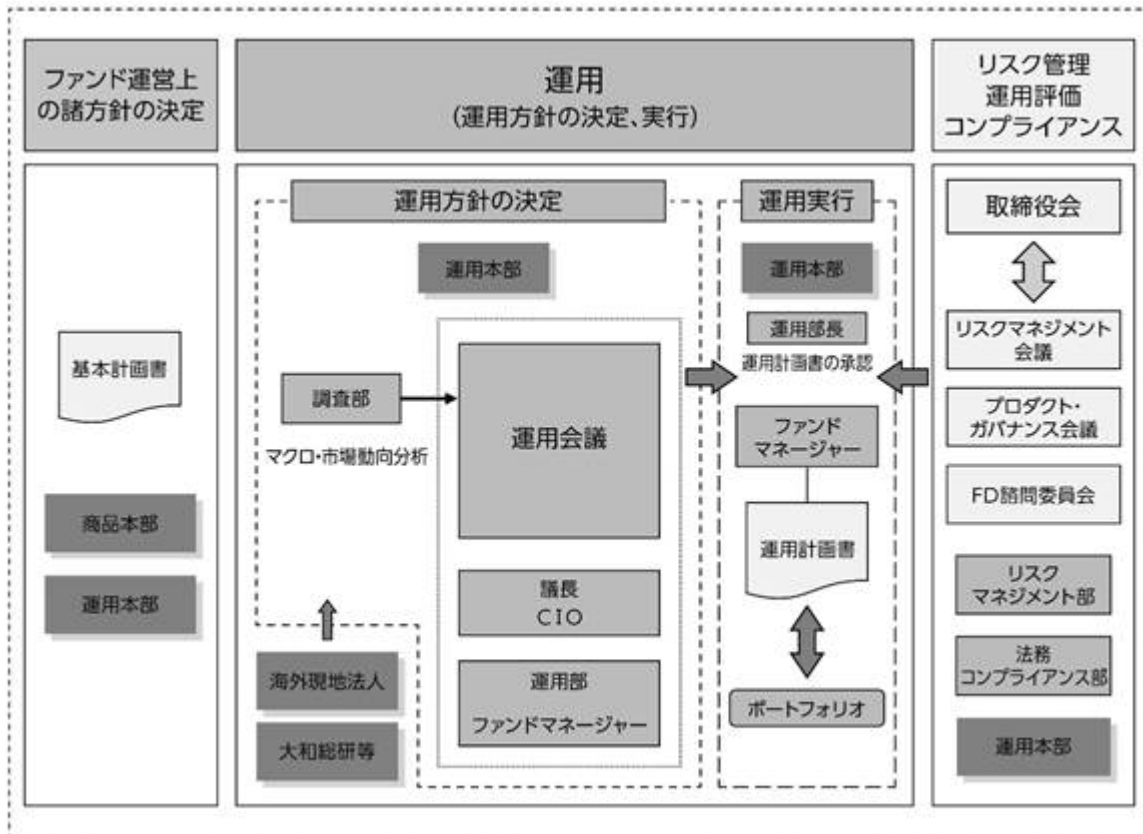 ファンド運営上
の諸方針の決定
運用
(運用方針の決定、実行)
リスク管理
運用評価
コンプライアンス
基本計画書
商品本部
運用本部
運用方針の決定
運用本部
調査部
マクロ・市場動向分析
運用会議
議長
CIO
運用部
ファンドマネージャー
海外現地法人
大和総研等
運用実行
運用本部
運用部長
運用計画書の承認
ファンド
マネージャー
運用計画書
ポートフォリオ
取締役会
リスクマネジメント
会議
プロダクト・
ガバナンス会議
FD諮問委員会
リスク
マネジメント部
法務
コンプライアンス部
運用本部